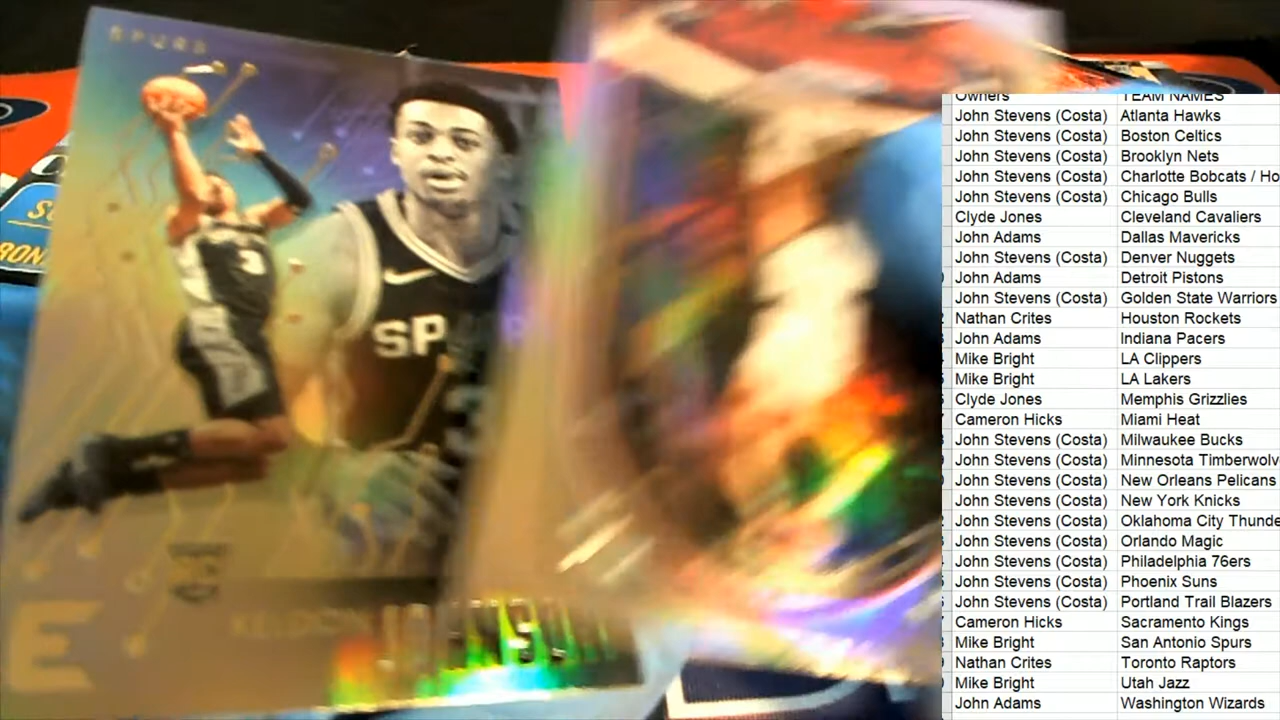 SPURS
3
SP
JOHNSON
E
Owners TEAM NAMES
John Stevens (Costa) Atlanta Hawks
John Stevens (Costa) Boston Celtics
John Stevens (Costa) Brooklyn Nets
John Stevens (Costa) Charlotte Bobcats / Ho
John Stevens (Costa) Chicago Bulls
Clyde Jones Cleveland Cavaliers
John Adams Dallas Mavericks
John Stevens (Costa) Denver Nuggets
John Adams Detroit Pistons
John Stevens (Costa) Golden State Warriors
Nathan Crites Houston Rockets
John Adams Indiana Pacers
Mike Bright LA Clippers
Mike Bright LA Lakers
Clyde Jones Memphis Grizzlies
Cameron Hicks Miami Heat
John Stevens (Costa) Milwaukee Bucks
John Stevens (Costa) Minnesota Timberwolv
John Stevens (Costa) New Orleans Pelicans
John Stevens (Costa) New York Knicks
John Stevens (Costa) Oklahoma City Thunde
John Stevens (Costa) Orlando Magic
John Stevens (Costa) Philadelphia 76ers
John Stevens (Costa) Phoenix Suns
John Stevens (Costa) Portland Trail Blazers
Cameron Hicks Sacramento Kings
Mike Bright San Antonio Spurs
Nathan Crites Toronto Raptors
Mike Bright Utah Jazz
John Adams Washington Wizards